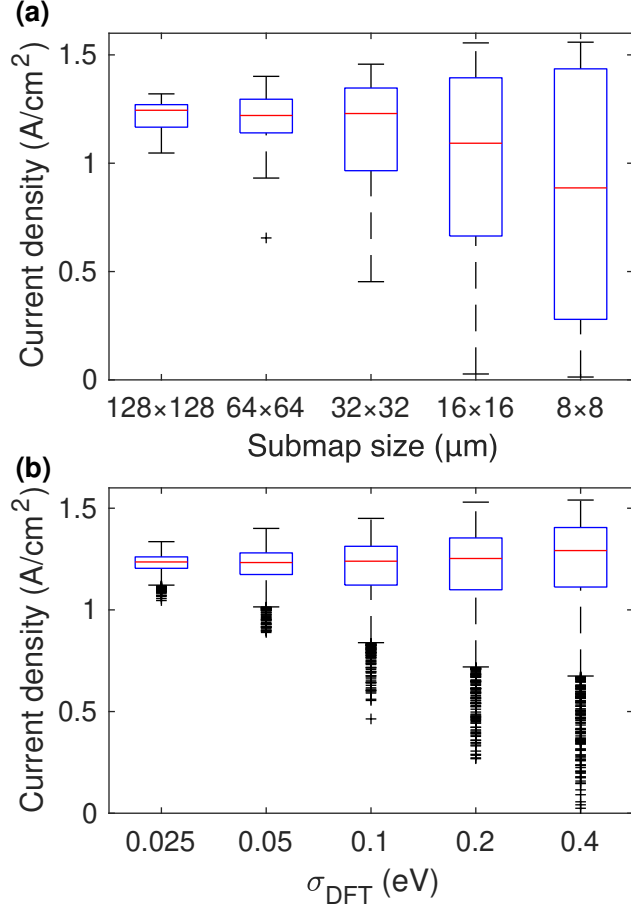 (a)
Current density (A/cm²)
1.5
1
0.5
0
128×128 64×64 32×32 16×16 8×8
Submap size (μm)
(b)
Current density (A/cm²)
1.5
1
0.5
0
0.025 0.05 0.1 0.2 0.4
σDFT (eV)